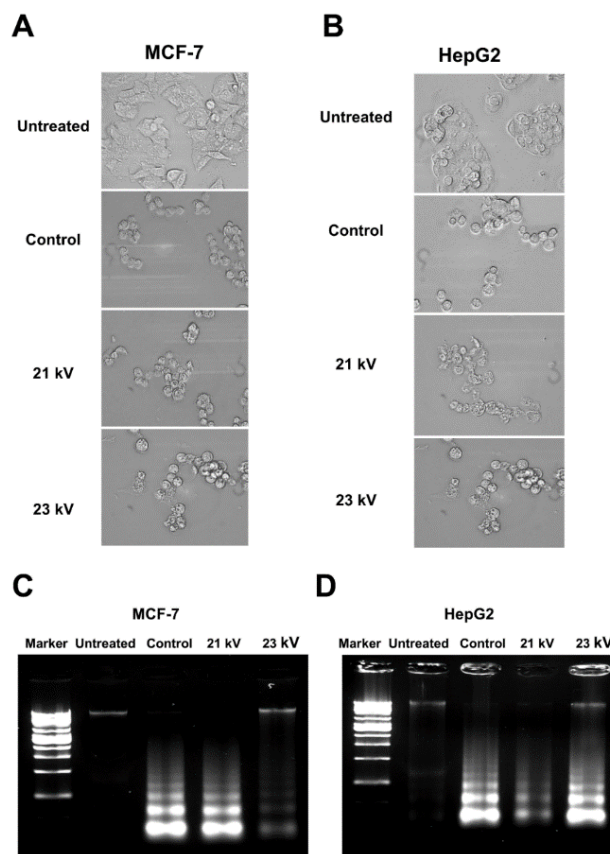 A
MCF-7
Untreated
Control
21 kV
23 kV
B
HepG2
Untreated
Control
21 kV
23 kV
C
MCF-7
Marker Untreated Control 21 kV 23 kV
D
HepG2
Marker Untreated Control 21 kV 23 kV